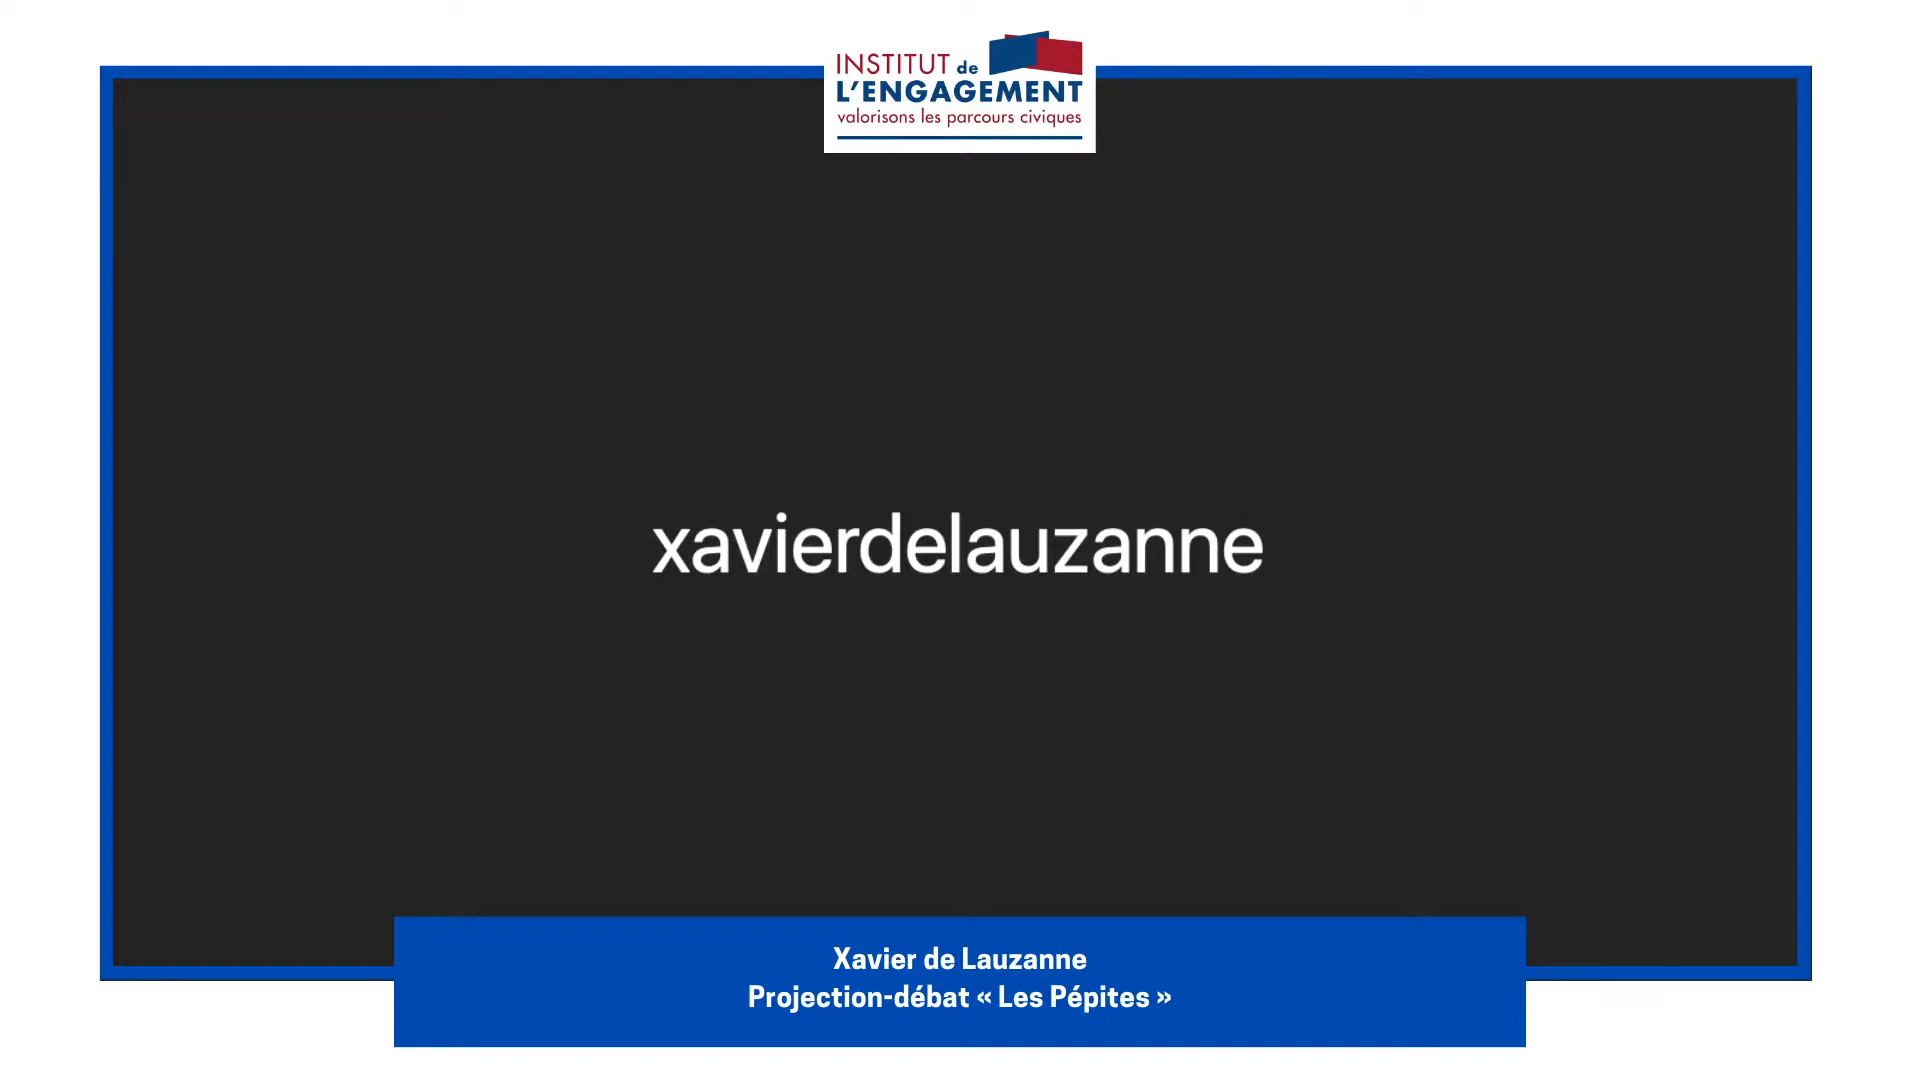 INSTITUT de
L'ENGAGEMENT
valorisons les parcours civiques
xavierdelauzanne
Xavier de Lauzanne
Projection-débat « Les Pépites »